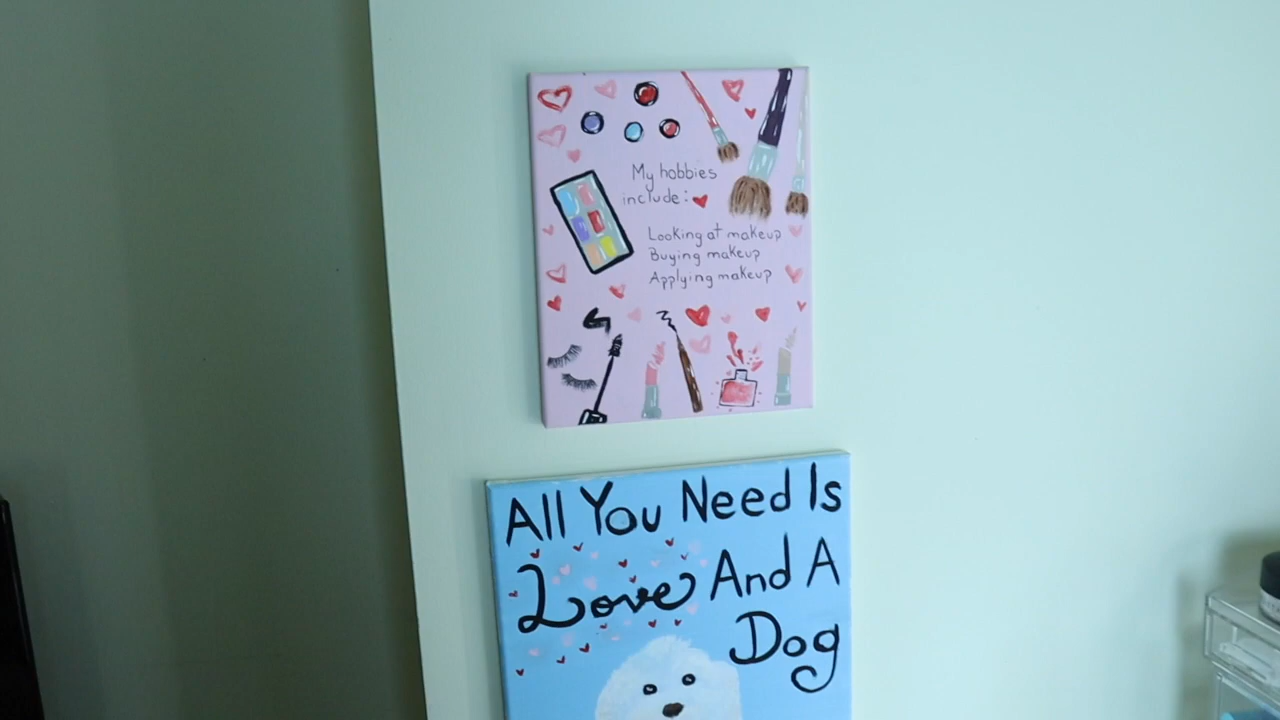 My hobbies
include:
Looking at makeup
Buying makeup
Applying makeup
All You Need Is
Love And A
Dog